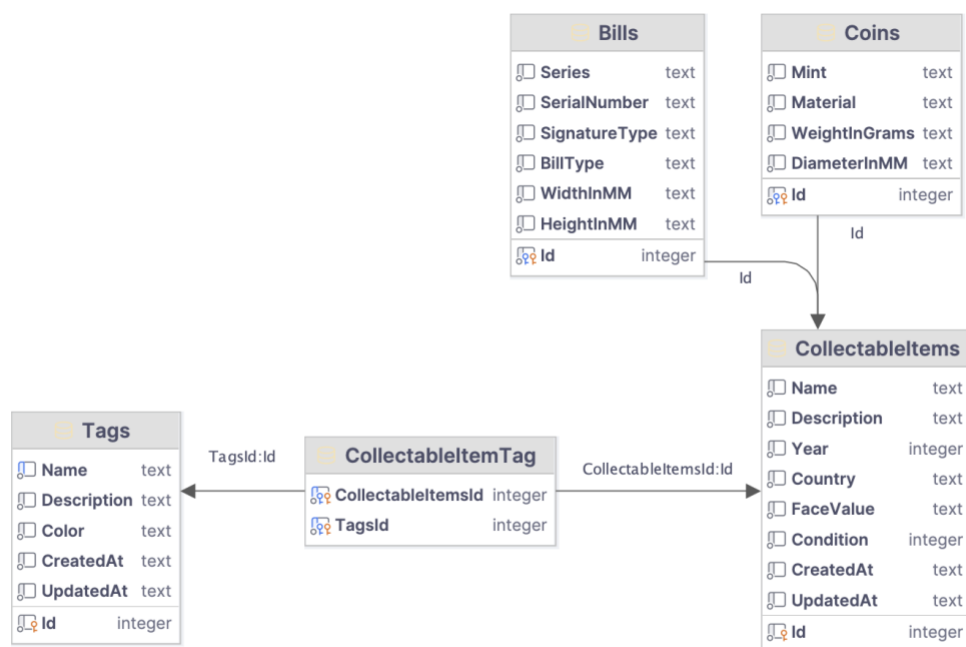 Bills
Series text
SerialNumber text
SignatureType text
BillType text
WidthInMM text
HeightInMM text
Id integer
Coins
Mint text
Material text
WeightInGrams text
DiameterInMM text
Id integer
Id
Id
CollectableItems
Name text
Description text
Year integer
Country text
FaceValue text
Condition integer
CreatedAt text
UpdatedAt text
Id integer
Tags
Name text
Description text
Color text
CreatedAt text
UpdatedAt text
Id integer
TagsId:Id
CollectableItemTag
CollectableItemsId integer
TagsId integer
CollectableItemsId:Id